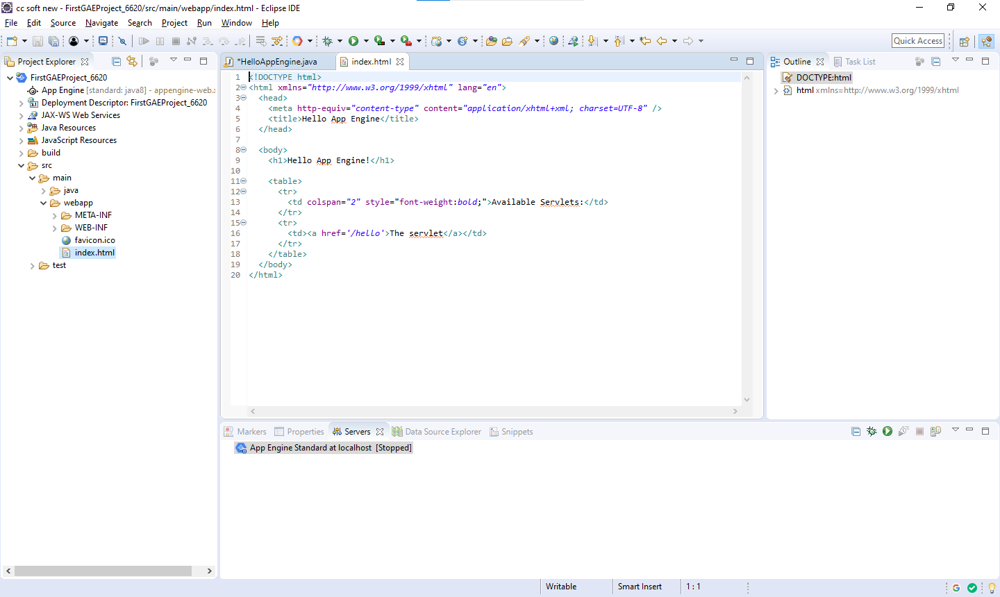 cc soft new - FirstGAEProject_6620/src/main/webapp/index.html - Eclipse IDE
File Edit Source Navigate Search Project Run Window Help
Quick Access
Project Explorer
FirstGAEProject_6620
App Engine [standard: java8] - appengine-web.
Deployment Descriptor: FirstGAEProject_6620
JAX-WS Web Services
Java Resources
JavaScript Resources
build
src
main
java
webapp
META-INF
WEB-INF
favicon.ico
index.html
test
*HelloAppEngine.java index.html
1 <!DOCTYPE html>
2 <html xmlns="http://www.w3.org/1999/xhtml" lang="en">
3 <head>
4 <meta http-equiv="content-type" content="application/xhtml+xml; charset=UTF-8" />
5 <title>Hello App Engine</title>
6 </head>
7
8 <body>
9 <h1>Hello App Engine!</h1>
10
11 <table>
12 <tr>
13 <td colspan="2" style="font-weight:bold;">Available Servlets:</td>
14 </tr>
15 <tr>
16 <td><a href='/hello'>The servlet</a></td>
17 </tr>
18 </table>
19 </body>
20 </html>
Outline Task List
DOCTYPE:html
html xmlns=http://www.w3.org/1999/xhtml
Markers Properties Servers Data Source Explorer Snippets
App Engine Standard at localhost [Stopped]
Writable Smart Insert 1 : 1